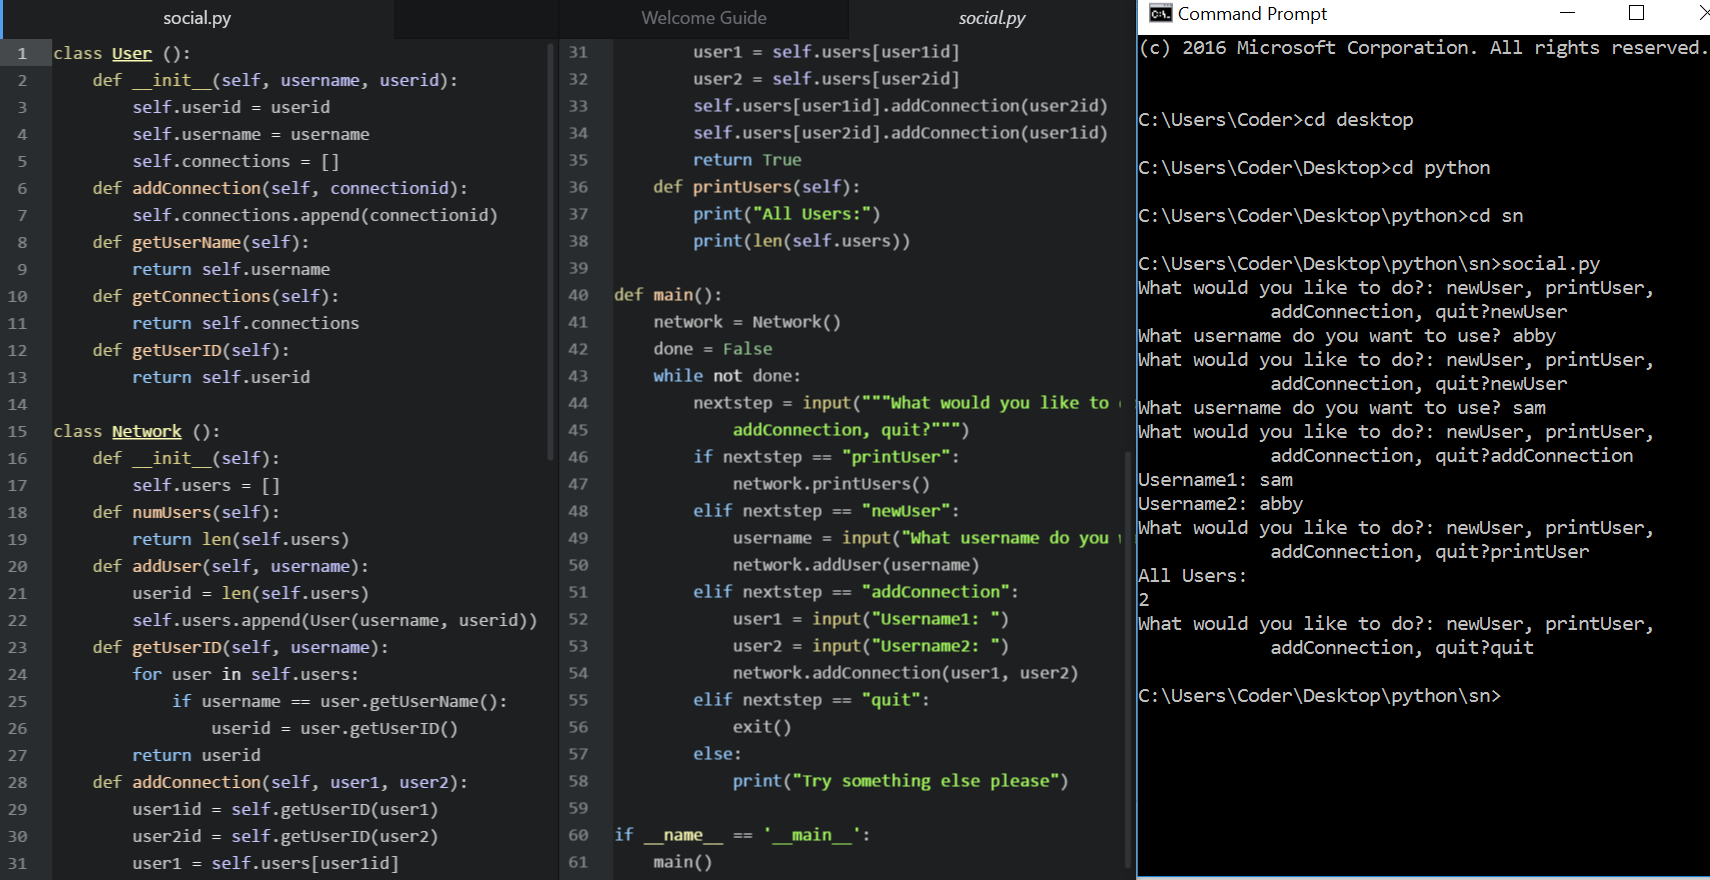 social.py
1 class User ():
2     def __init__(self, username, userid):
3         self.userid = userid
4         self.username = username
5         self.connections = []
6     def addConnection(self, connectionid):
7         self.connections.append(connectionid)
8     def getUserName(self):
9         return self.username
10     def getConnections(self):
11         return self.connections
12     def getUserID(self):
13         return self.userid
14
15 class Network ():
16     def __init__(self):
17         self.users = []
18     def numUsers(self):
19         return len(self.users)
20     def addUser(self, username):
21         userid = len(self.users)
22         self.users.append(User(username, userid))
23     def getUserID(self, username):
24         for user in self.users:
25             if username == user.getUserName():
26                 userid = user.getUserID()
27         return userid
28     def addConnection(self, user1, user2):
29         user1id = self.getUserID(user1)
30         user2id = self.getUserID(user2)
31         user1 = self.users[user1id]
Welcome Guide
social.py
31         user1 = self.users[user1id]
32         user2 = self.users[user2id]
33         self.users[user1id].addConnection(user2id)
34         self.users[user2id].addConnection(user1id)
35         return True
36     def printUsers(self):
37         print("All Users:")
38         print(len(self.users))
39
40 def main():
41     network = Network()
42     done = False
43     while not done:
44         nextstep = input("""What would you like to
45             addConnection, quit?""")
46         if nextstep == "printUser":
47             network.printUsers()
48         elif nextstep == "newUser":
49             username = input("What username do you
50             network.addUser(username)
51         elif nextstep == "addConnection":
52             user1 = input("Username1: ")
53             user2 = input("Username2: ")
54             network.addConnection(user1, user2)
55         elif nextstep == "quit":
56             exit()
57         else:
58             print("Try something else please")
59
60 if __name__ == '__main__':
61     main()
Command Prompt
(c) 2016 Microsoft Corporation. All rights reserved.
C:\Users\Coder>cd desktop
C:\Users\Coder\Desktop>cd python
C:\Users\Coder\Desktop\python>cd sn
C:\Users\Coder\Desktop\python\sn>social.py
What would you like to do?: newUser, printUser,
            addConnection, quit?newUser
What username do you want to use? abby
What would you like to do?: newUser, printUser,
            addConnection, quit?newUser
What username do you want to use? sam
What would you like to do?: newUser, printUser,
            addConnection, quit?addConnection
Username1: sam
Username2: abby
What would you like to do?: newUser, printUser,
            addConnection, quit?printUser
All Users:
2
What would you like to do?: newUser, printUser,
            addConnection, quit?quit
C:\Users\Coder\Desktop\python\sn>